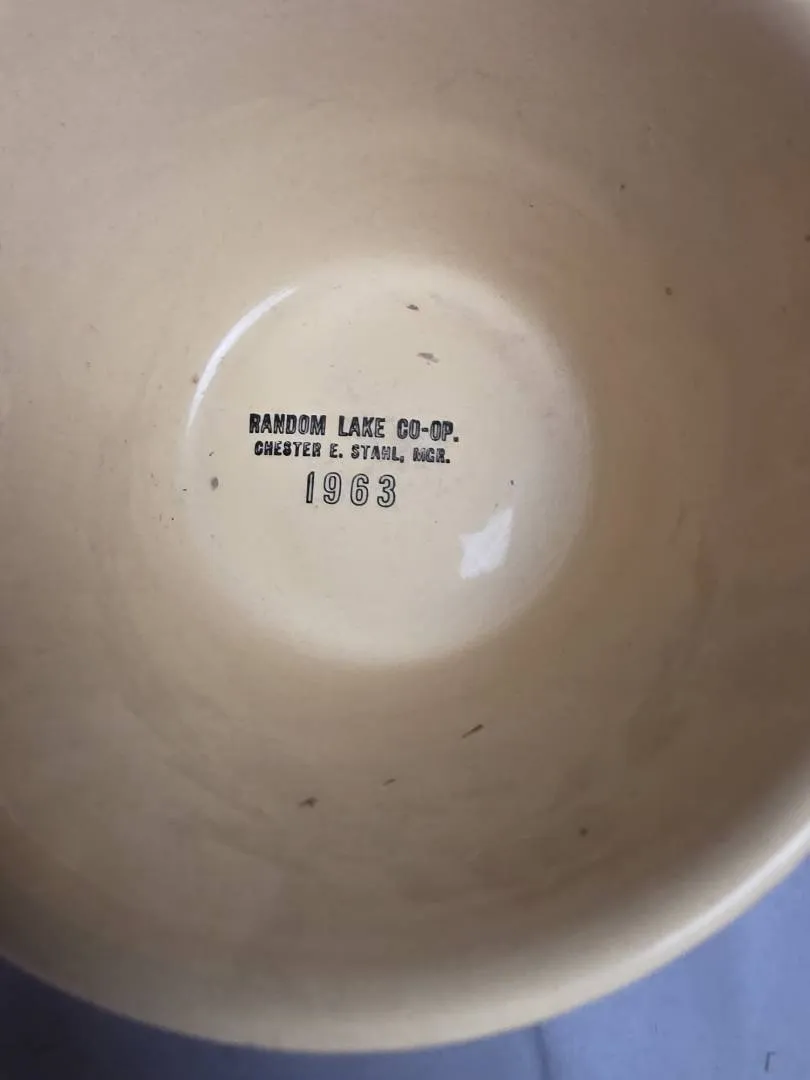 RANDOM LAKE CO-OP.
CHESTER E. STAHL, MGR.
1963